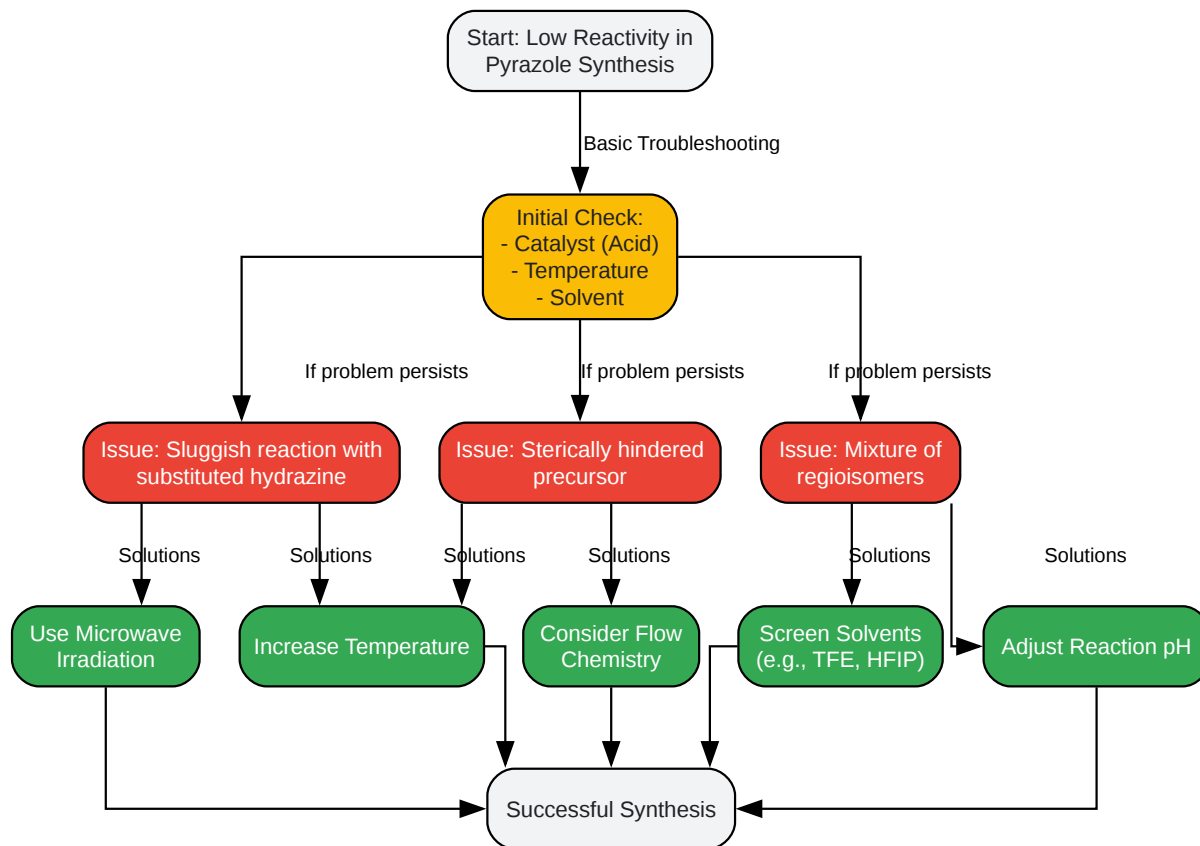 Start: Low Reactivity in
Pyrazole Synthesis
Basic Troubleshooting
Initial Check:
- Catalyst (Acid)
- Temperature
- Solvent
If problem persists
If problem persists
If problem persists
Issue: Sluggish reaction with
substituted hydrazine
Issue: Sterically hindered
precursor
Issue: Mixture of
regioisomers
Solutions
Solutions
Solutions
Solutions
Solutions
Solutions
Use Microwave
Irradiation
Increase Temperature
Consider Flow
Chemistry
Screen Solvents
(e.g., TFE, HFIP)
Adjust Reaction pH
Successful Synthesis